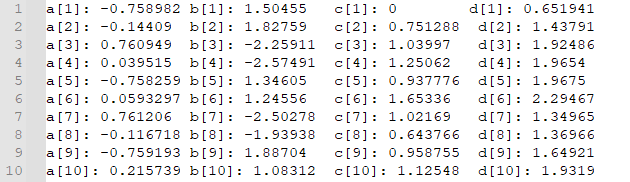 1 a[1]: -0.758982 b[1]: 1.50455 c[1]: 0 d[1]: 0.651941
2 a[2]: -0.14409 b[2]: 1.82759 c[2]: 0.751288 d[2]: 1.43791
3 a[3]: 0.760949 b[3]: -2.25911 c[3]: 1.03997 d[3]: 1.92486
4 a[4]: 0.039515 b[4]: -2.57491 c[4]: 1.25062 d[4]: 1.9654
5 a[5]: -0.758259 b[5]: 1.34605 c[5]: 0.937776 d[5]: 1.9675
6 a[6]: 0.0593297 b[6]: 1.24556 c[6]: 1.65336 d[6]: 2.29467
7 a[7]: 0.761206 b[7]: -2.50278 c[7]: 1.02169 d[7]: 1.34965
8 a[8]: -0.116718 b[8]: -1.93938 c[8]: 0.643766 d[8]: 1.36966
9 a[9]: -0.759193 b[9]: 1.88704 c[9]: 0.958755 d[9]: 1.64921
10 a[10]: 0.215739 b[10]: 1.08312 c[10]: 1.12548 d[10]: 1.9319